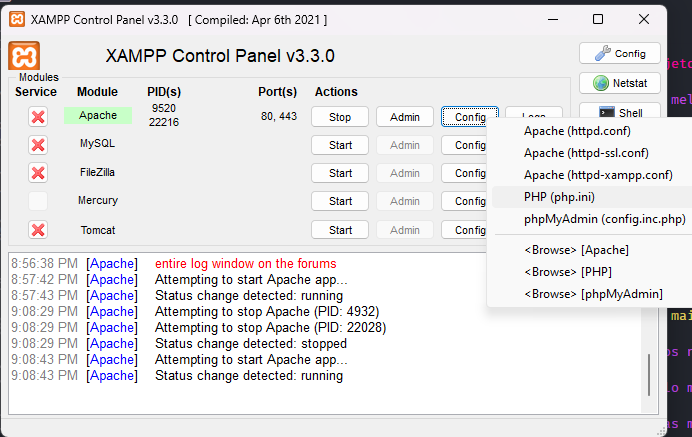 XAMPP Control Panel v3.3.0 [ Compiled: Apr 6th 2021 ]
XAMPP Control Panel v3.3.0
Config
Netstat
Shell
Modules
Service Module PID(s) Port(s) Actions
Apache 9520 22216 80, 443 Stop Admin Config Logs
MySQL Start Admin Config
FileZilla Start Admin Config
Mercury Start Admin Config
Tomcat Start Admin Config
Apache (httpd.conf)
Apache (httpd-ssl.conf)
Apache (httpd-xampp.conf)
PHP (php.ini)
phpMyAdmin (config.inc.php)
<Browse> [Apache]
<Browse> [PHP]
<Browse> [phpMyAdmin]
8:56:38 PM [Apache] entire log window on the forums
8:57:42 PM [Apache] Attempting to start Apache app...
8:57:43 PM [Apache] Status change detected: running
9:08:29 PM [Apache] Attempting to stop Apache (PID: 4932)
9:08:29 PM [Apache] Attempting to stop Apache (PID: 22028)
9:08:29 PM [Apache] Status change detected: stopped
9:08:43 PM [Apache] Attempting to start Apache app...
9:08:43 PM [Apache] Status change detected: running